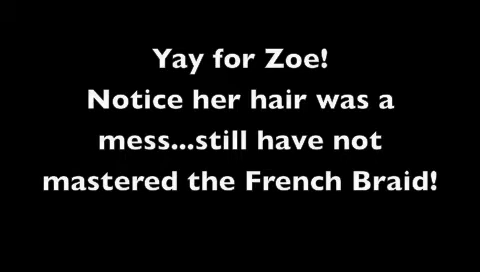 Yay for Zoe!
Notice her hair was a
mess...still have not
mastered the French Braid!